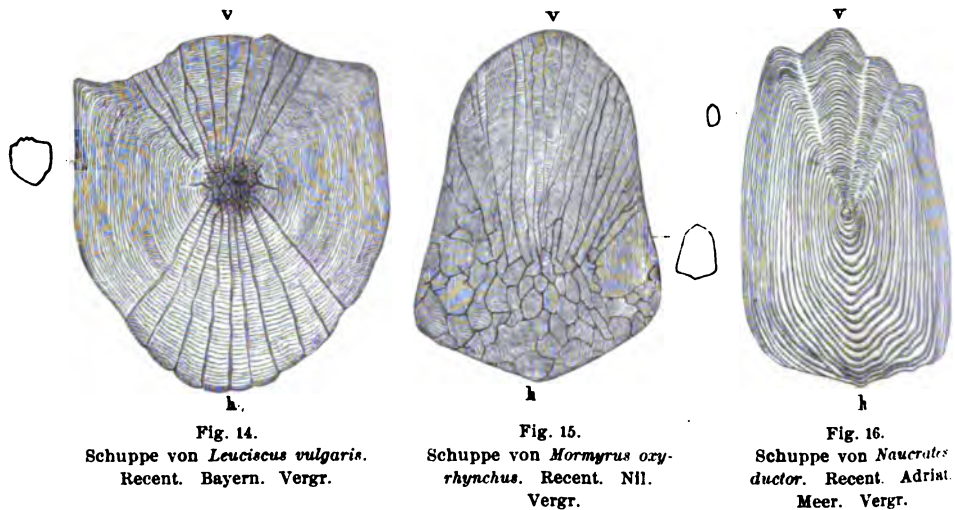 v
v
v
h.
h
h
Fig. 14.
Schuppe von Leuciscus vulgaris.
Recent. Bayern. Vergr.
Fig. 15.
Schuppe von Mormyrus oxy-
rhynchus. Recent. Nil.
Vergr.
Fig. 16.
Schuppe von Naucrates
ductor. Recent. Adriat.
Meer. Vergr.